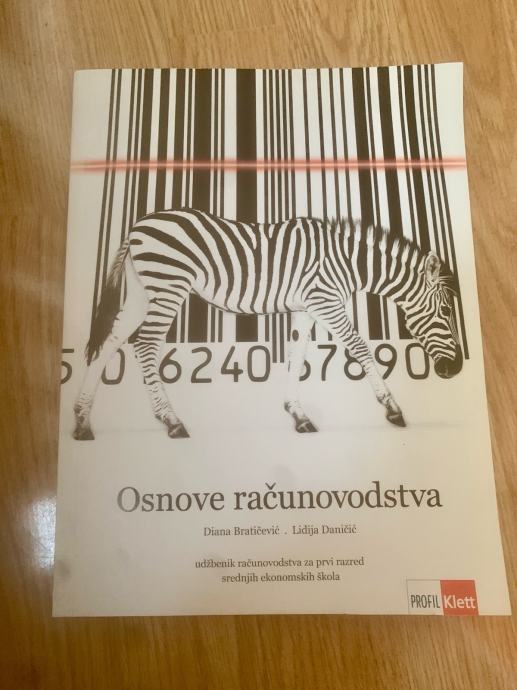 5 0 6240 67890
Osnove računovodstva
Diana Bratičević . Lidija Daničić
udžbenik računovodstva za prvi razred
srednjih ekonomskih škola
PROFIL Klett